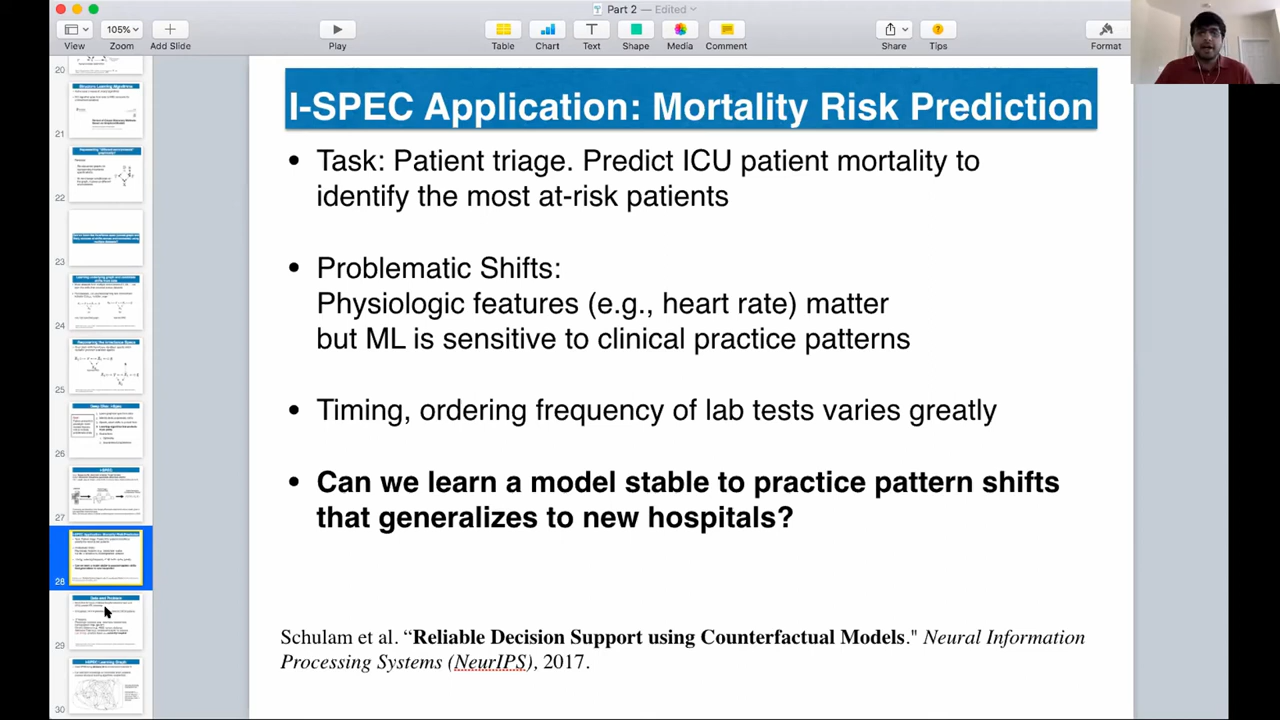 Part 2 — Edited
105%
View
Zoom
Add Slide
Play
Table
Chart
Text
Shape
Media
Comment
Share
Tips
Format
20
21
22
23
24
25
26
27
28
29
30
I-SPEC Application: Mortality Risk Prediction
• Task: Patient triage. Predict ICU patient mortality to
identify the most at-risk patients
• Problematic Shifts:
Physiologic features (e.g., heart rate) matter
but ML is sensitive to clinical practice patterns
• Timing, ordering frequency of lab tests varies greatly
• Can we learn a model stable to practice pattern shifts
that generalizes to new hospitals?
Schulam et al. “Reliable Decision Support using Counterfactual Models." Neural Information
Processing Systems (NeurIPS), 2017.